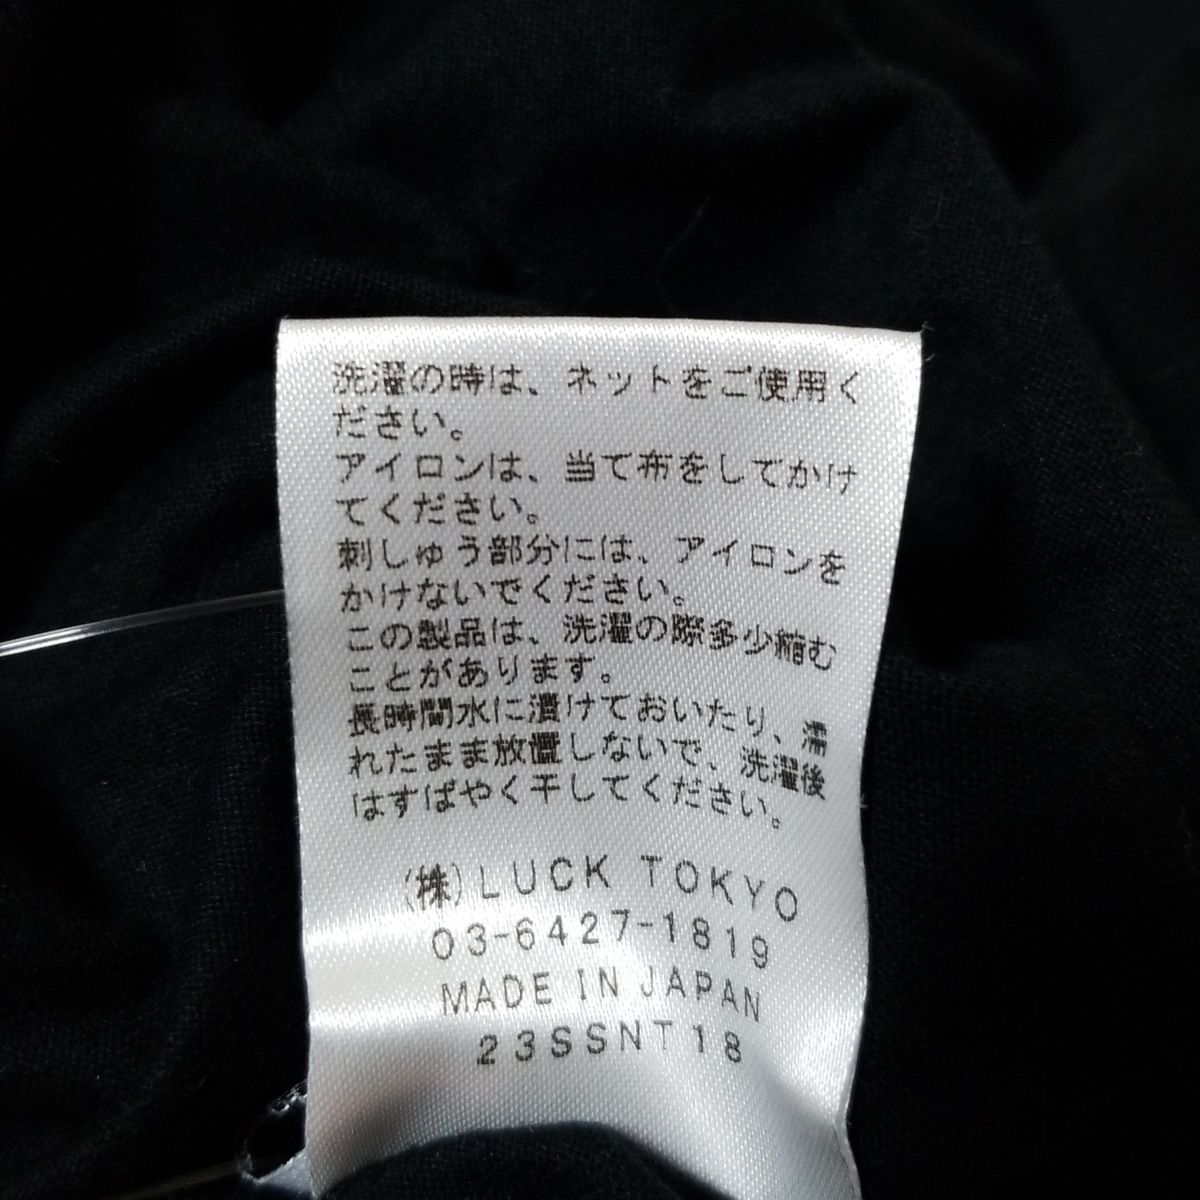 洗濯の時は、ネットをご使用く
ださい。
アイロンは、当て布をしてかけ
てください。
刺しゅう部分には、アイロンを
かけないでください。
この製品は、洗濯の際多少縮む
ことがあります。
長時間水に漬けておいたり、濡
れたまま放置しないで、洗濯後
はすばやく干してください。
(株)LUCK TOKYO
03-6427-1819
MADE IN JAPAN
23SSNT18